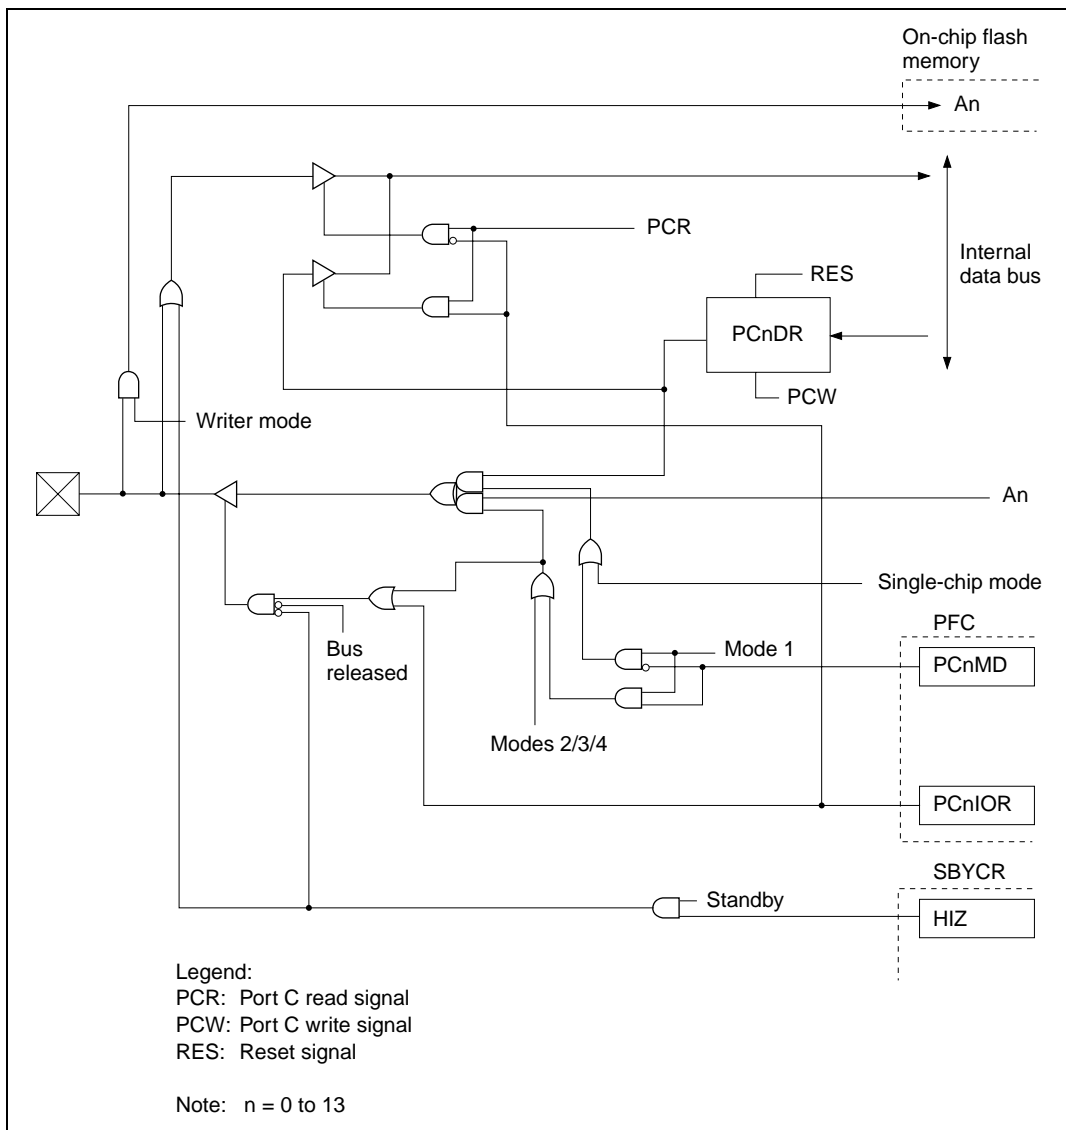 On-chip flash
memory
An
PCR
RES
Internal
data bus
PCnDR
PCW
Writer mode
An
Single-chip mode
PFC
Bus
released
Mode 1
PCnMD
Modes 2/3/4
PCnIOR
SBYCR
Standby
HIZ
Legend:
PCR: Port C read signal
PCW: Port C write signal
RES: Reset signal
Note: n = 0 to 13